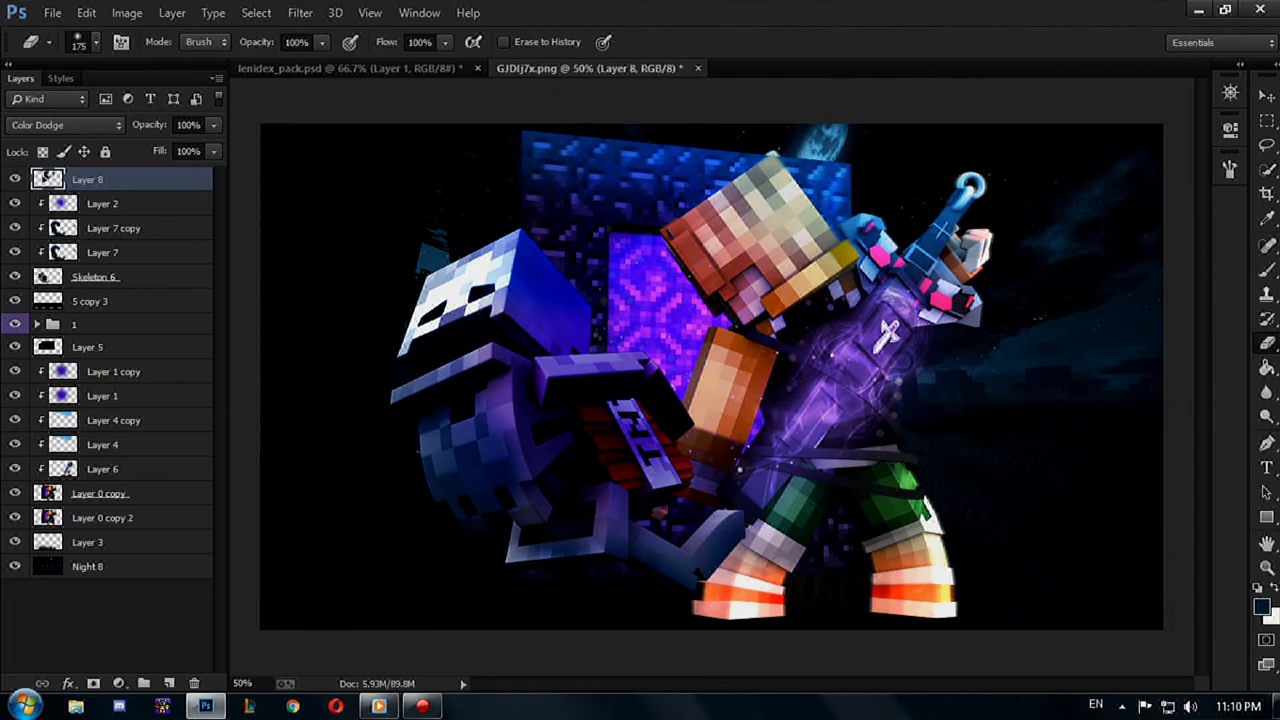 Ps File Edit Image Layer Type Select Filter 3D View Window Help
175 Mode: Brush Opacity: 100% Flow: 100% Erase to History Essentials
Layers Styles
lenidex_pack.psd @ 66.7% (Layer 1, RGB/8#) * × GJDIj7x.png @ 50% (Layer 8, RGB/8) * ×
Kind
Color Dodge Opacity: 100%
Lock: Fill: 100%
Layer 8
Layer 2
Layer 7 copy
Layer 7
Skeleton 6
5 copy 3
1
Layer 5
Layer 1 copy
Layer 1
Layer 4 copy
Layer 4
Layer 6
Layer 0 copy
Layer 0 copy 2
Layer 3
Night 8
50% Doc: 5.93M/89.8M
Ps EN 11:10 PM